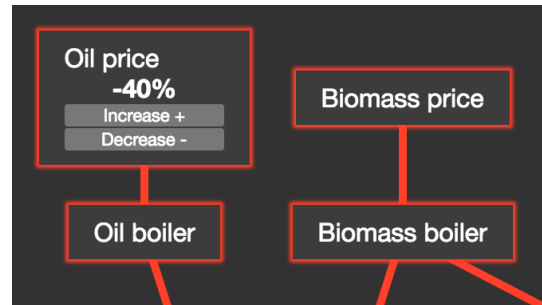 Oil price
-40%
Increase +
Decrease -
Biomass price
Oil boiler
Biomass boiler